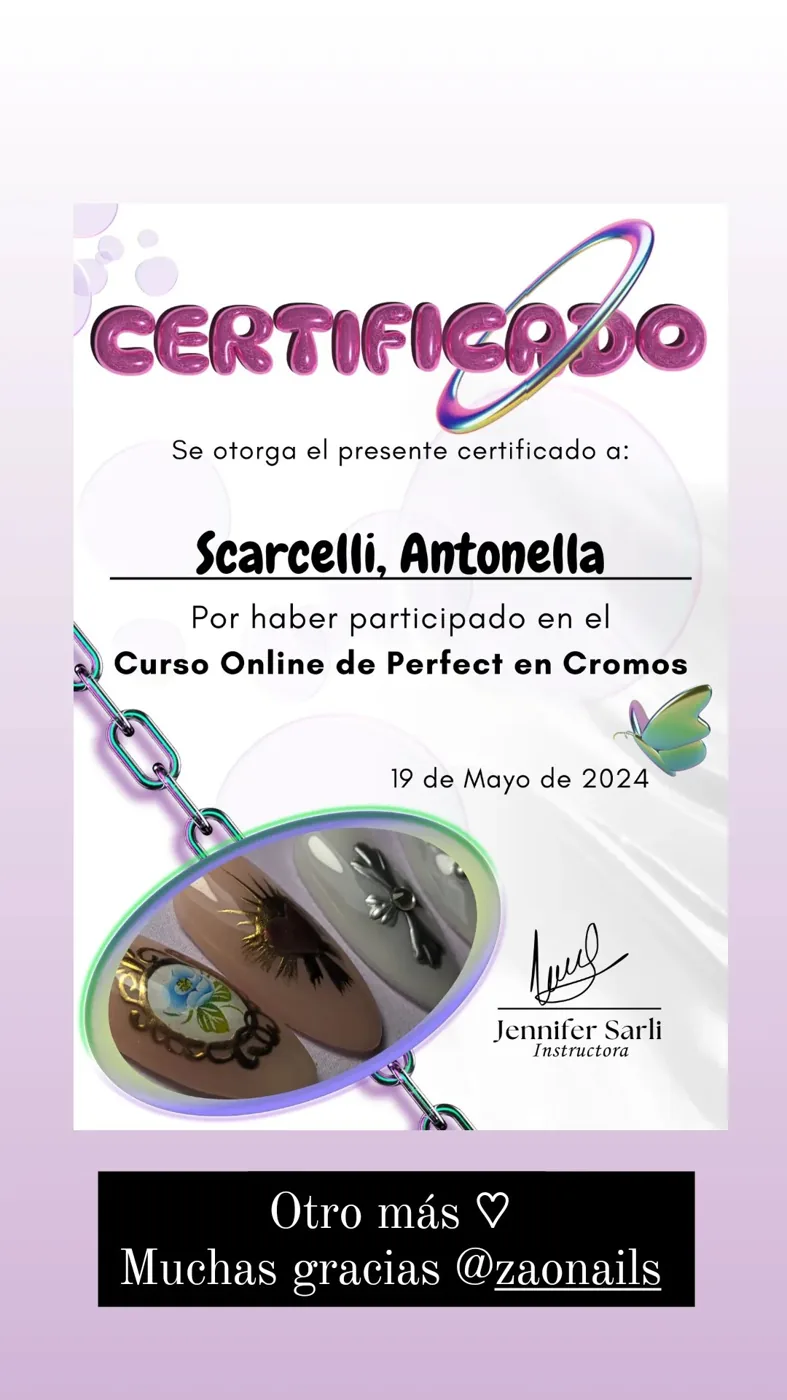 CERTIFICADO
Se otorga el presente certificado a:
Scarcelli, Antonella
Por haber participado en el
Curso Online de Perfect en Cromos
19 de Mayo de 2024
Jennifer Sarli
Instructora
Otro más ♡
Muchas gracias @zaonails